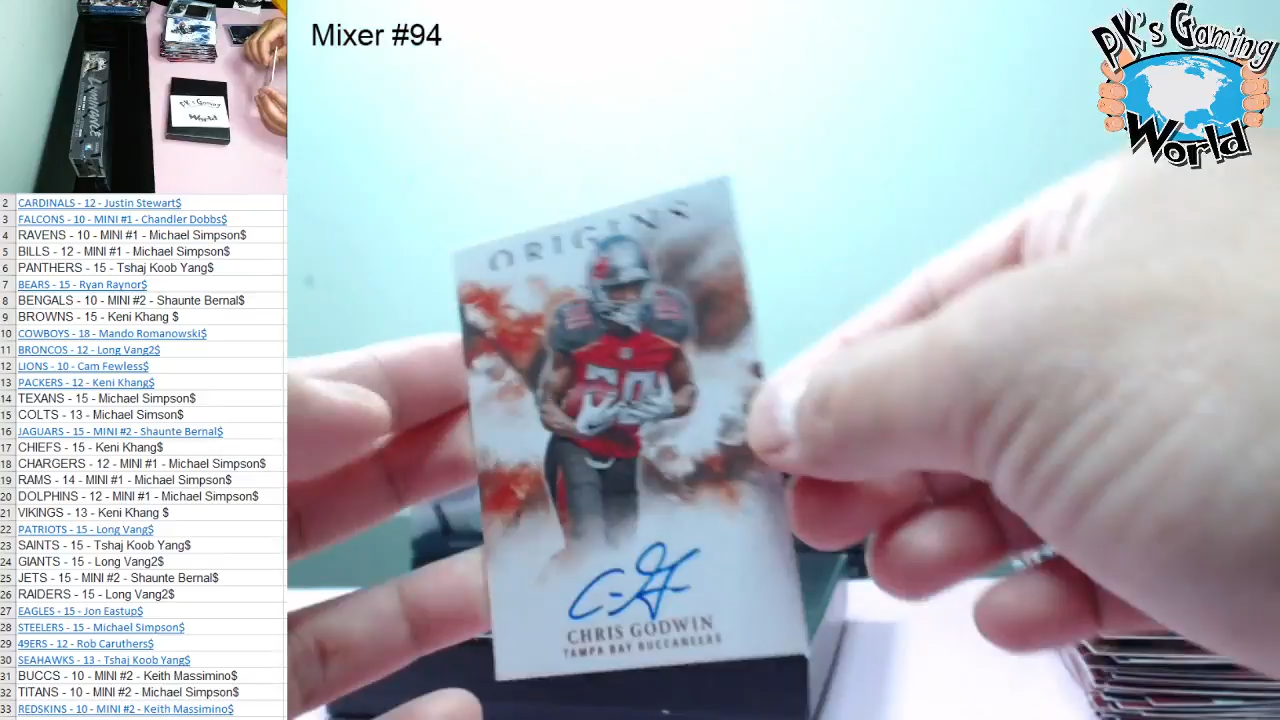 Mixer #94
PK's Gaming
World
PK's Gaming
World
2 CARDINALS - 12 - Justin Stewart$
3 FALCONS - 10 - MINI #1 - Chandler Dobbs$
4 RAVENS - 10 - MINI #1 - Michael Simpson$
5 BILLS - 12 - MINI #1 - Michael Simpson$
6 PANTHERS - 15 - Tshaj Koob Yang$
7 BEARS - 15 - Ryan Raynor$
8 BENGALS - 10 - MINI #2 - Shaunte Bernal$
9 BROWNS - 15 - Keni Khang $
10 COWBOYS - 18 - Mando Romanowski$
11 BRONCOS - 12 - Long Vang2$
12 LIONS - 10 - Cam Fewless$
13 PACKERS - 12 - Keni Khang$
14 TEXANS - 15 - Michael Simpson$
15 COLTS - 13 - Michael Simson$
16 JAGUARS - 15 - MINI #2 - Shaunte Bernal$
17 CHIEFS - 15 - Keni Khang$
18 CHARGERS - 12 - MINI #1 - Michael Simpson$
19 RAMS - 14 - MINI #1 - Michael Simpson$
20 DOLPHINS - 12 - MINI #1 - Michael Simpson$
21 VIKINGS - 13 - Keni Khang $
22 PATRIOTS - 15 - Long Vang$
23 SAINTS - 15 - Tshaj Koob Yang$
24 GIANTS - 15 - Long Vang2$
25 JETS - 15 - MINI #2 - Shaunte Bernal$
26 RAIDERS - 15 - Long Vang2$
27 EAGLES - 15 - Jon Eastup$
28 STEELERS - 15 - Michael Simpson$
29 49ERS - 12 - Rob Caruthers$
30 SEAHAWKS - 13 - Tshaj Koob Yang$
31 BUCCS - 10 - MINI #2 - Keith Massimino$
32 TITANS - 10 - MINI #2 - Michael Simpson$
33 REDSKINS - 10 - MINI #2 - Keith Massimino$
ORIGINS
CHRIS GODWIN
TAMPA BAY BUCCANEERS